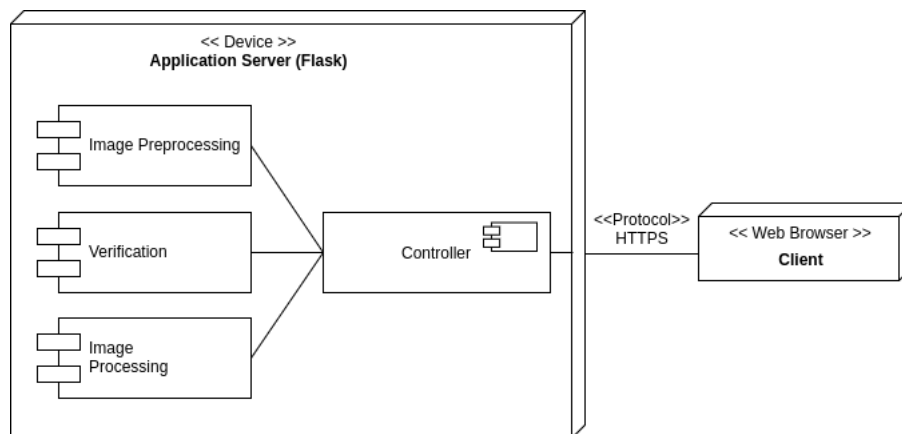 << Device >>
Application Server (Flask)
Image Preprocessing
Verification
Image
Processing
Controller
<<Protocol>>
HTTPS
<< Web Browser >>
Client